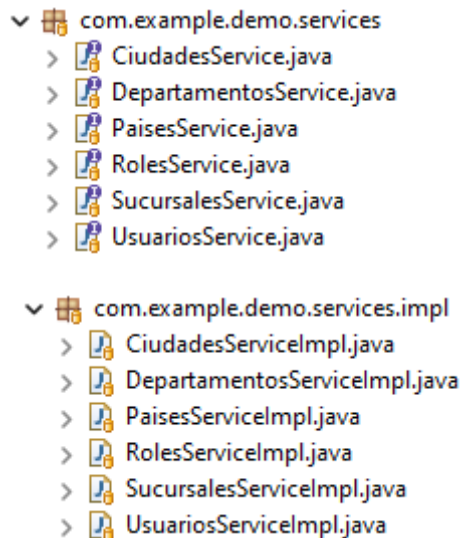 com.example.demo.services
CiudadesService.java
DepartamentosService.java
PaisesService.java
RolesService.java
SucursalesService.java
UsuariosService.java
com.example.demo.services.impl
CiudadesServiceImpl.java
DepartamentosServiceImpl.java
PaisesServiceImpl.java
RolesServiceImpl.java
SucursalesServiceImpl.java
UsuariosServiceImpl.java